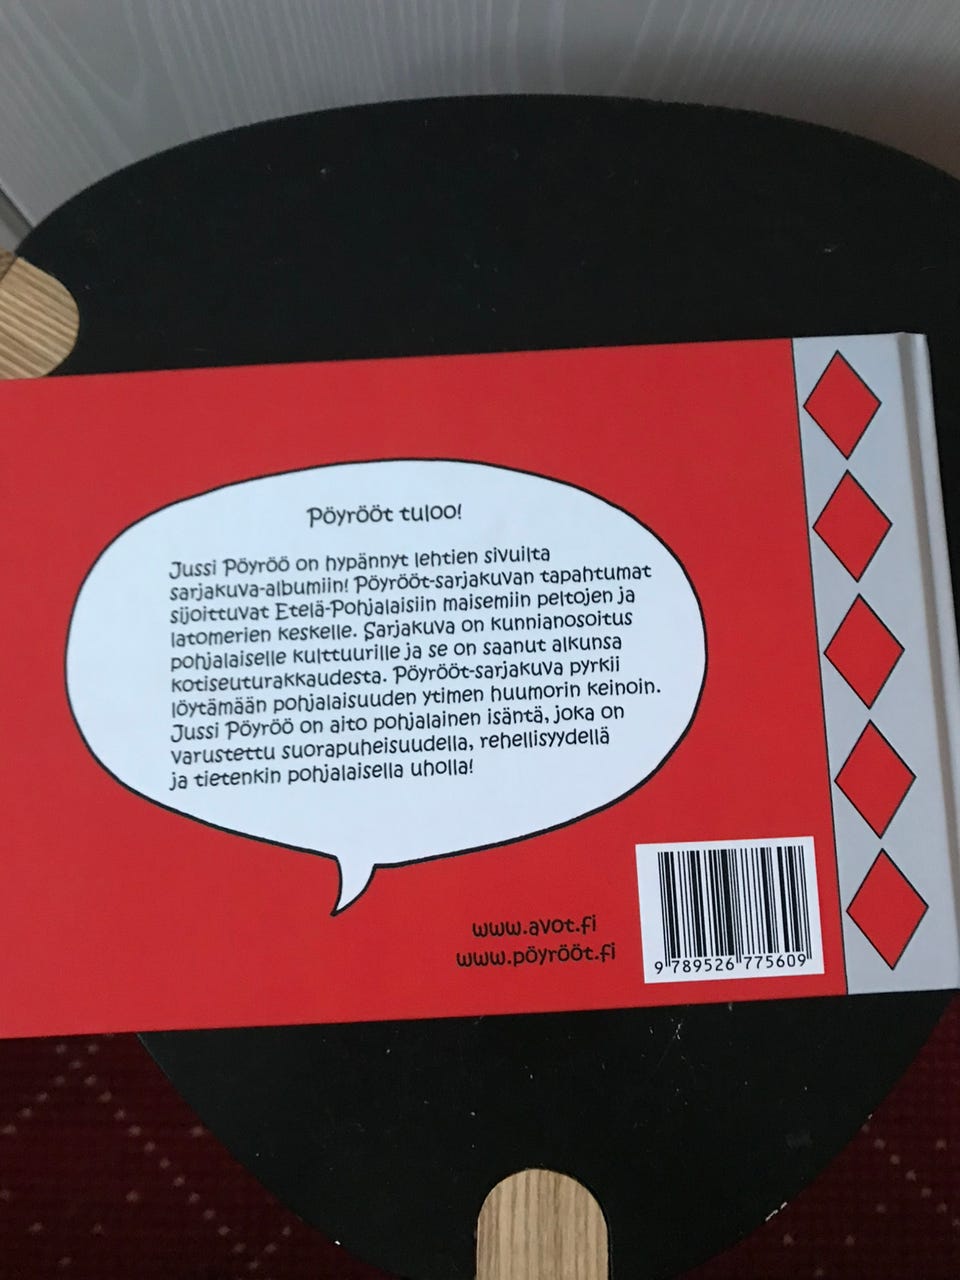 Pöyrööt tuloo!
Jussi Pöyröö on hypännyt lehtien sivuilta
sarjakuva-albumiin! Pöyrööt-sarjakuvan tapahtumat
sijoittuvat Etelä-Pohjalaisiin maisemiin peltojen ja
latomerien keskelle. Sarjakuva on kunnianosoitus
pohjalaiselle kulttuurille ja se on saanut alkunsa
kotiseuturakkaudesta. Pöyrööt-sarjakuva pyrkii
löytämään pohjalaisuuden ytimen huumorin keinoin.
Jussi Pöyröö on aito pohjalainen isäntä, joka on
varustettu suorapuheisuudella, rehellisyydellä
ja tietenkin pohjalaisella uholla!
www.avot.fi
www.pöyrööt.fi
9 789526 775609